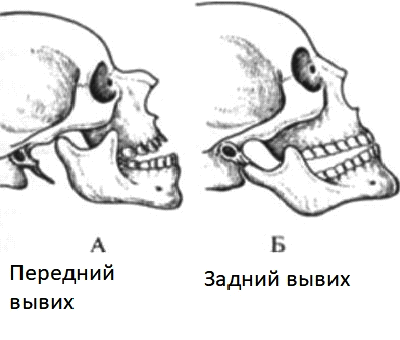 А
Б
Передний
вывих
Задний вывих